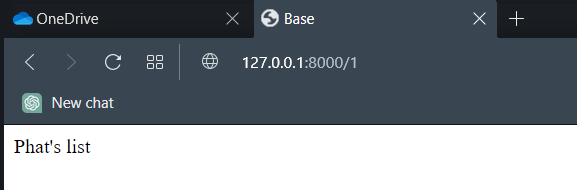 OneDrive Base
127.0.0.1:8000/1
New chat
Phat's list